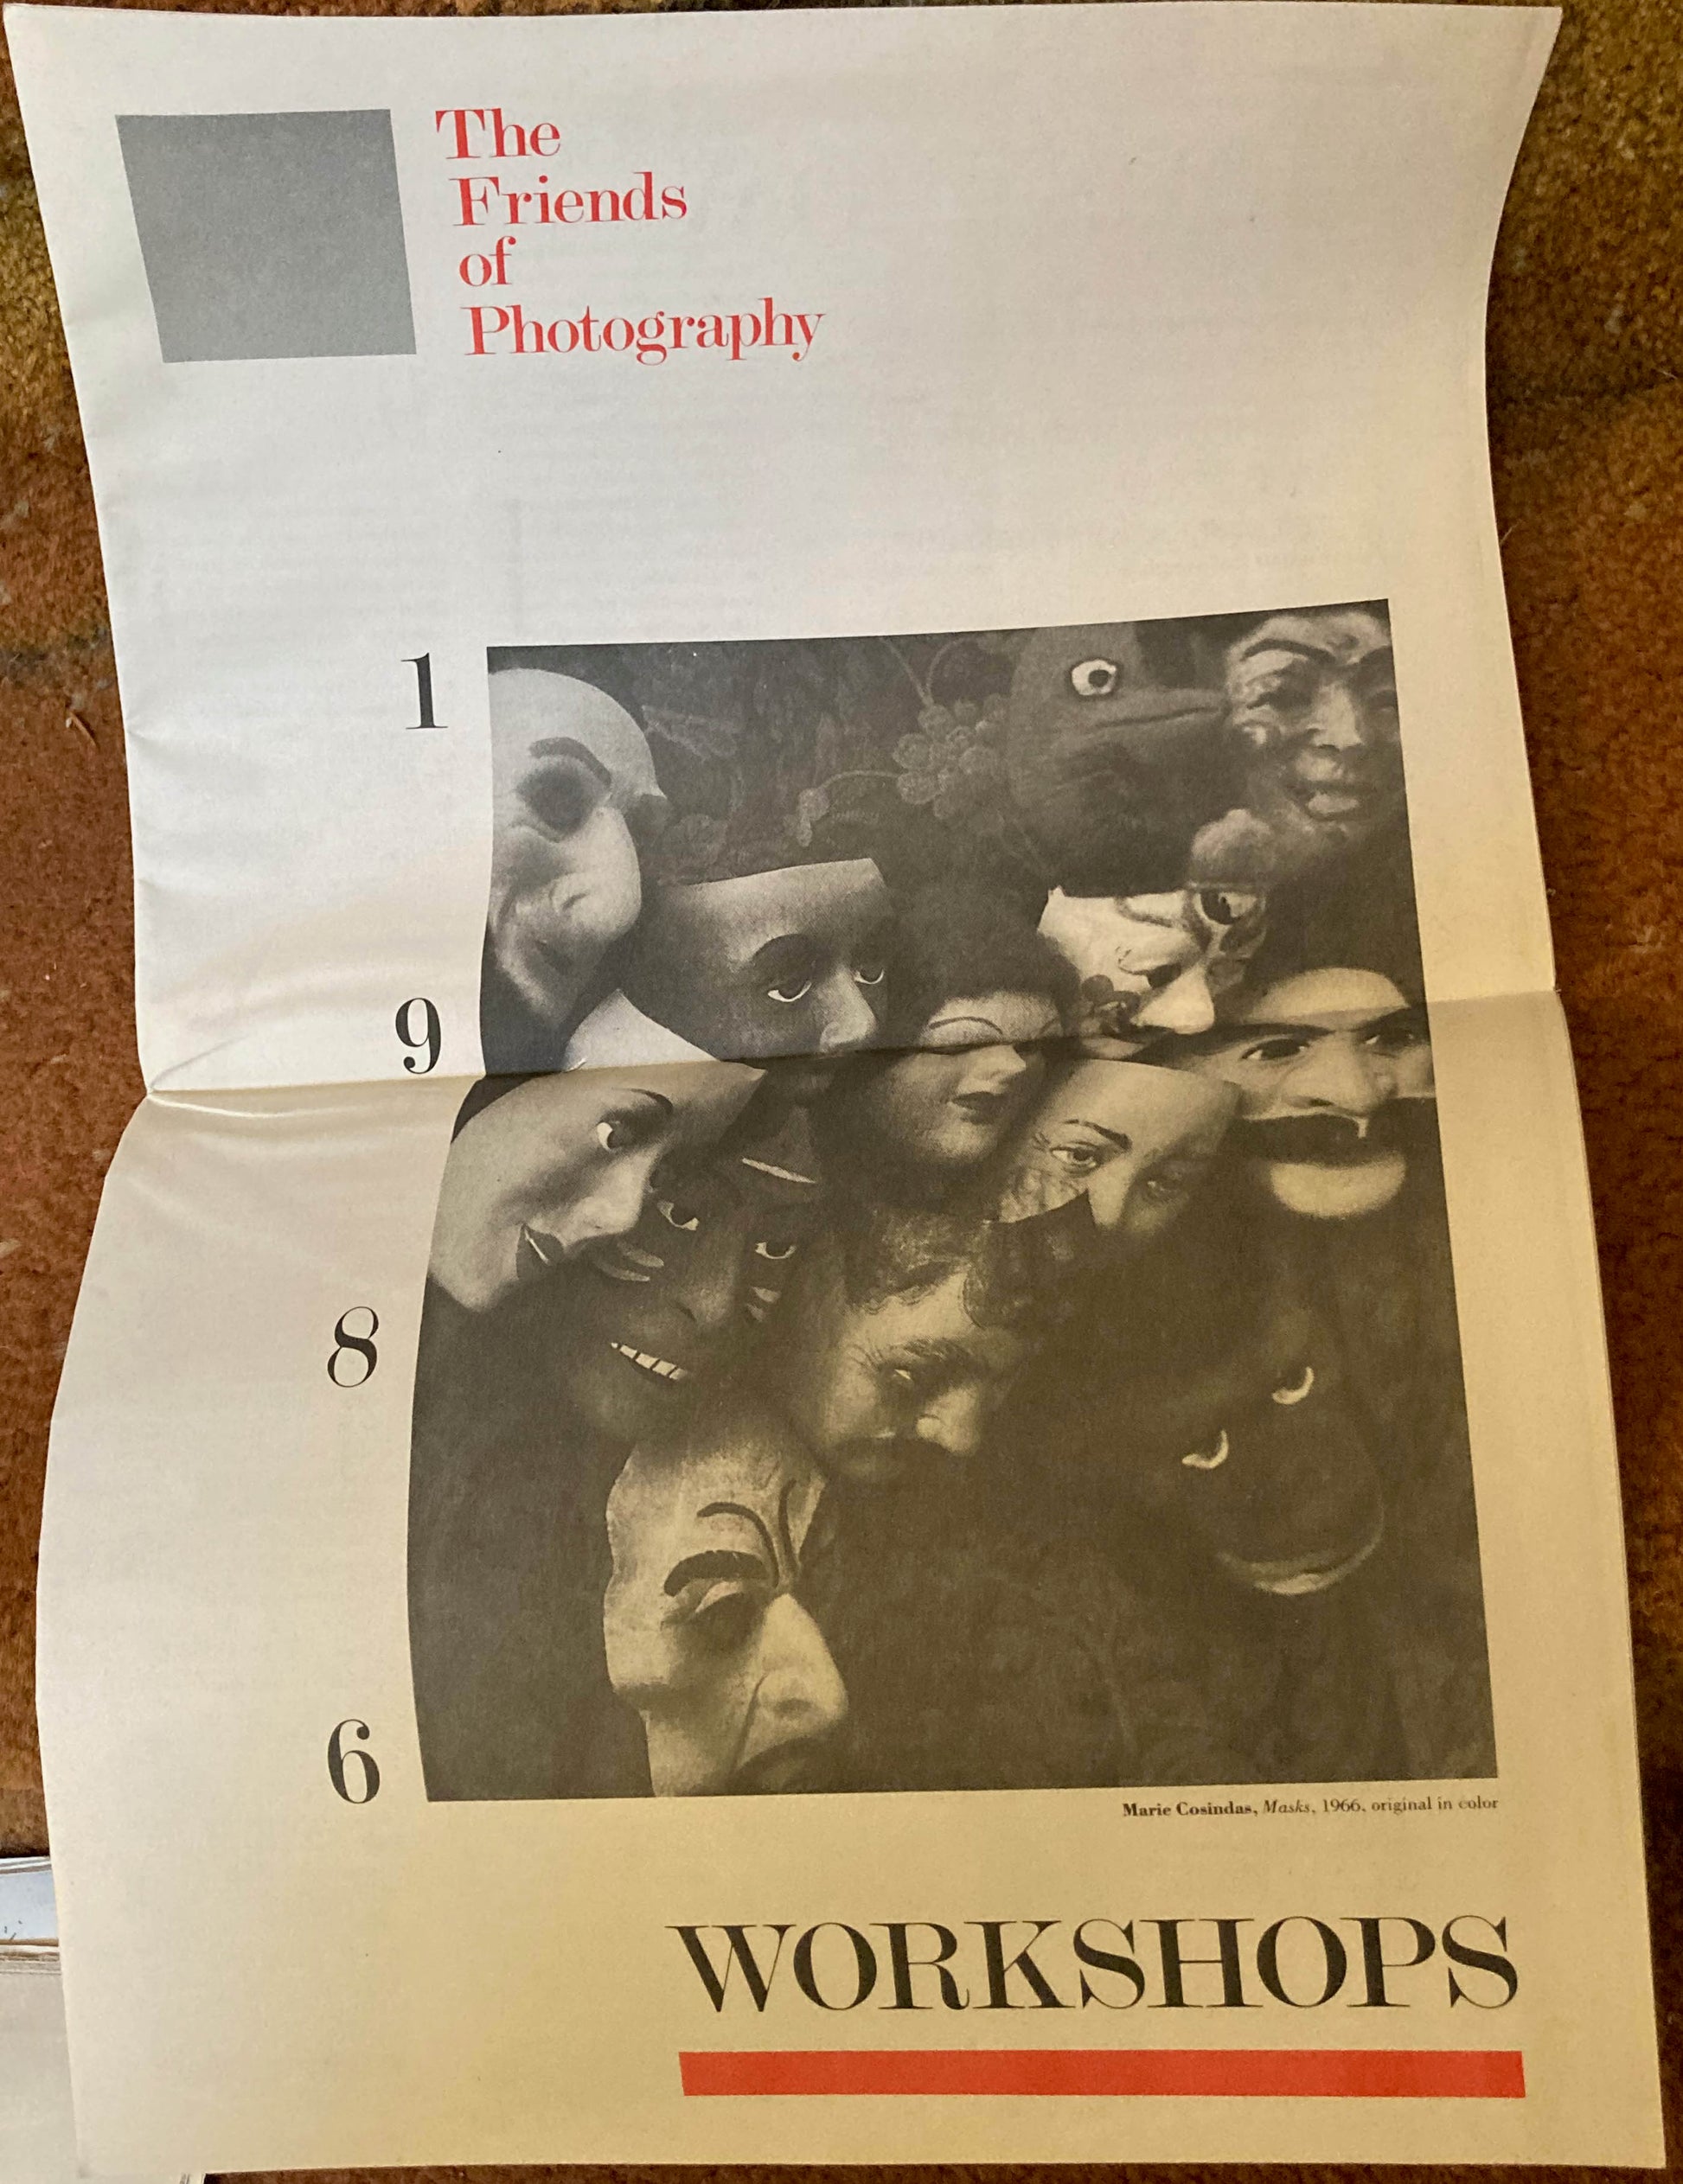 The
Friends
of
Photography
1
9
8
6
Marie Cosindas, Masks, 1966, original in color
WORKSHOPS